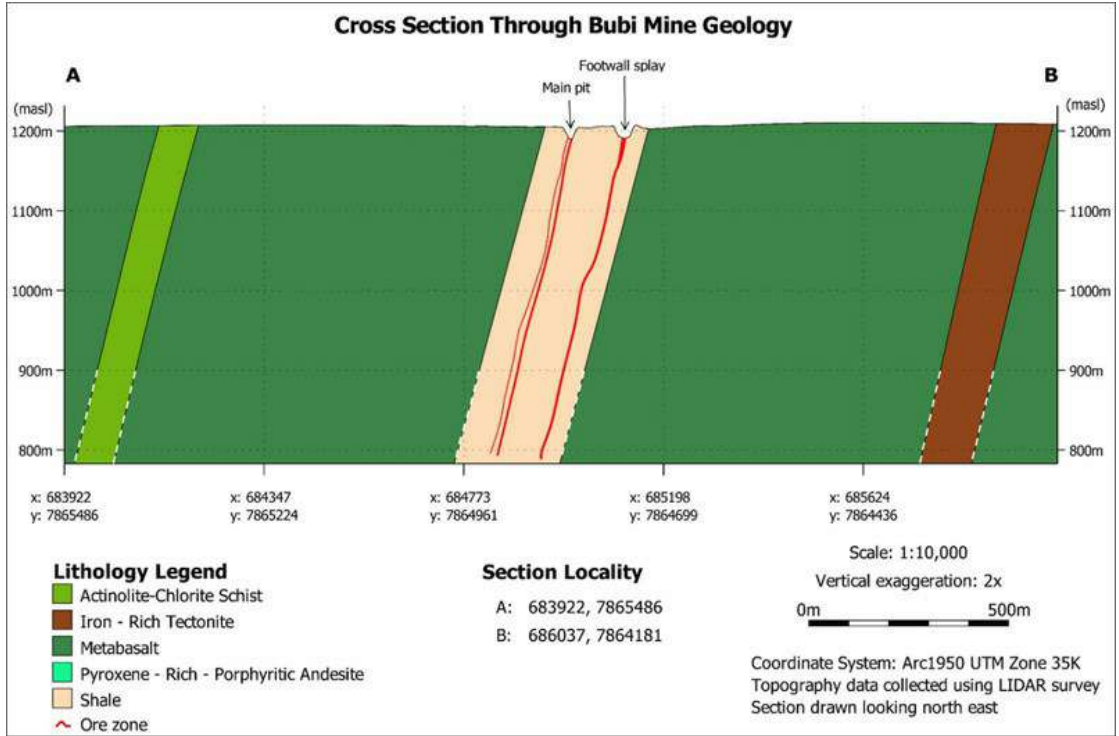 Cross Section Through Bubi Mine Geology
Footwall splay
A
Main pit
B
(masl)
(masl)
1200m
1200m
1100m
1100m
1000m
1000m
900m
900m
800m
800m
x: 683922
y: 7865486
x: 684347
y: 7865224
x: 684773
y: 7864961
x: 685198
y: 7864699
x: 685624
y: 7864436
Lithology Legend
Actinolite-Chlorite Schist
Iron - Rich Tectonite
Metabasalt
Pyroxene - Rich - Porphyritic Andesite
Shale
Ore zone
Section Locality
A: 683922, 7865486
B: 686037, 7864181
Scale: 1:10,000
Vertical exaggeration: 2x
0m 500m
Coordinate System: Arc1950 UTM Zone 35K
Topography data collected using LIDAR survey
Section drawn looking north east